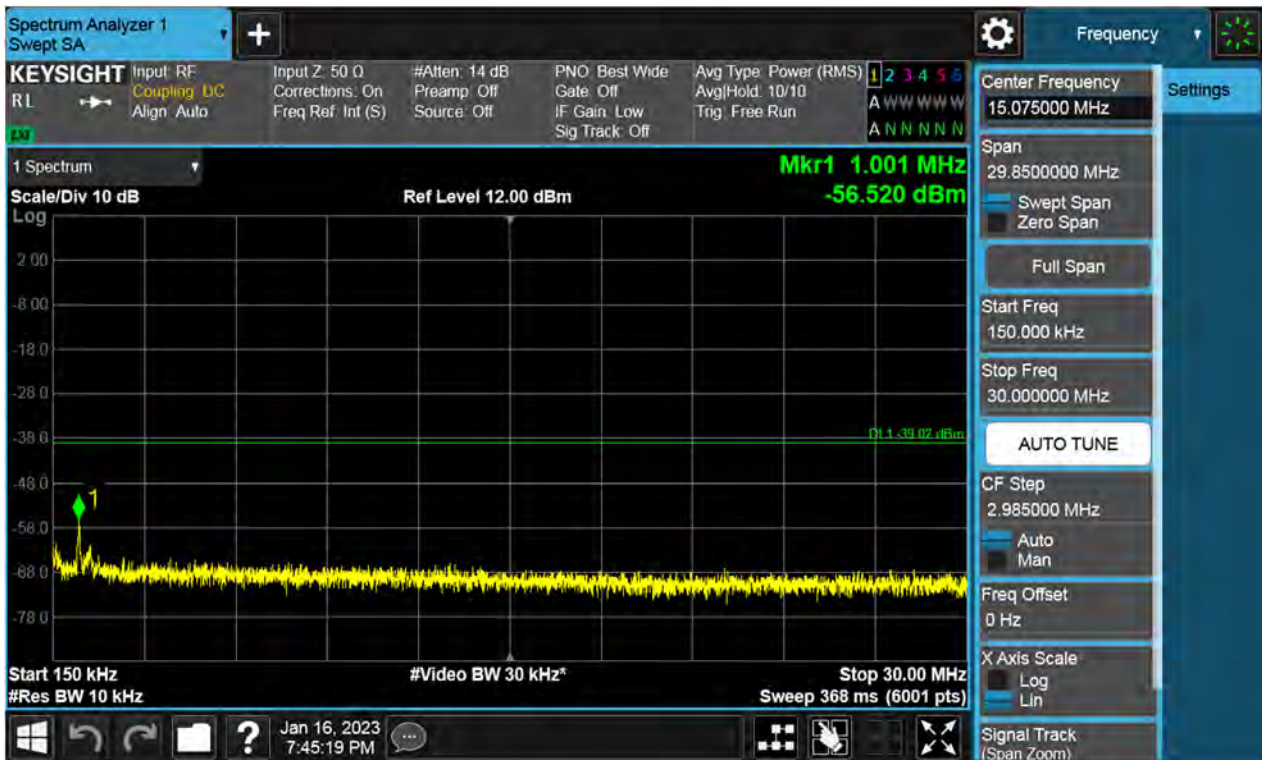 Spectrum Analyzer 1
Swept SA
+
Frequency
KEYSIGHT
RL
EXT
Input: RF
Coupling: DC
Align: Auto
Input Z: 50 Ω
Corrections: On
Freq Ref: Int (S)
#Atten: 14 dB
Preamp: Off
Source: Off
PNO: Best Wide
Gate: Off
IF Gain: Low
Sig Track: Off
Avg Type: Power (RMS)
Avg|Hold: 10/10
Trig: Free Run
1 2 3 4 5 6
A W W W W W
A N N N N N
1 Spectrum
Scale/Div 10 dB
Ref Level 12.00 dBm
Mkr1 1.001 MHz
-56.520 dBm
Log
2.00
-8.00
-18.0
-28.0
-38.0
-48.0
-58.0
-68.0
-78.0
DL1 -39.02 dBm
1
Start 150 kHz
#Video BW 30 kHz*
Stop 30.00 MHz
#Res BW 10 kHz
Sweep 368 ms (6001 pts)
Center Frequency
15.075000 MHz
Settings
Span
29.8500000 MHz
Swept Span
Zero Span
Full Span
Start Freq
150.000 kHz
Stop Freq
30.000000 MHz
AUTO TUNE
CF Step
2.985000 MHz
Auto
Man
Freq Offset
0 Hz
X Axis Scale
Log
Lin
Signal Track
(Span Zoom)
?
Jan 16, 2023
7:45:19 PM